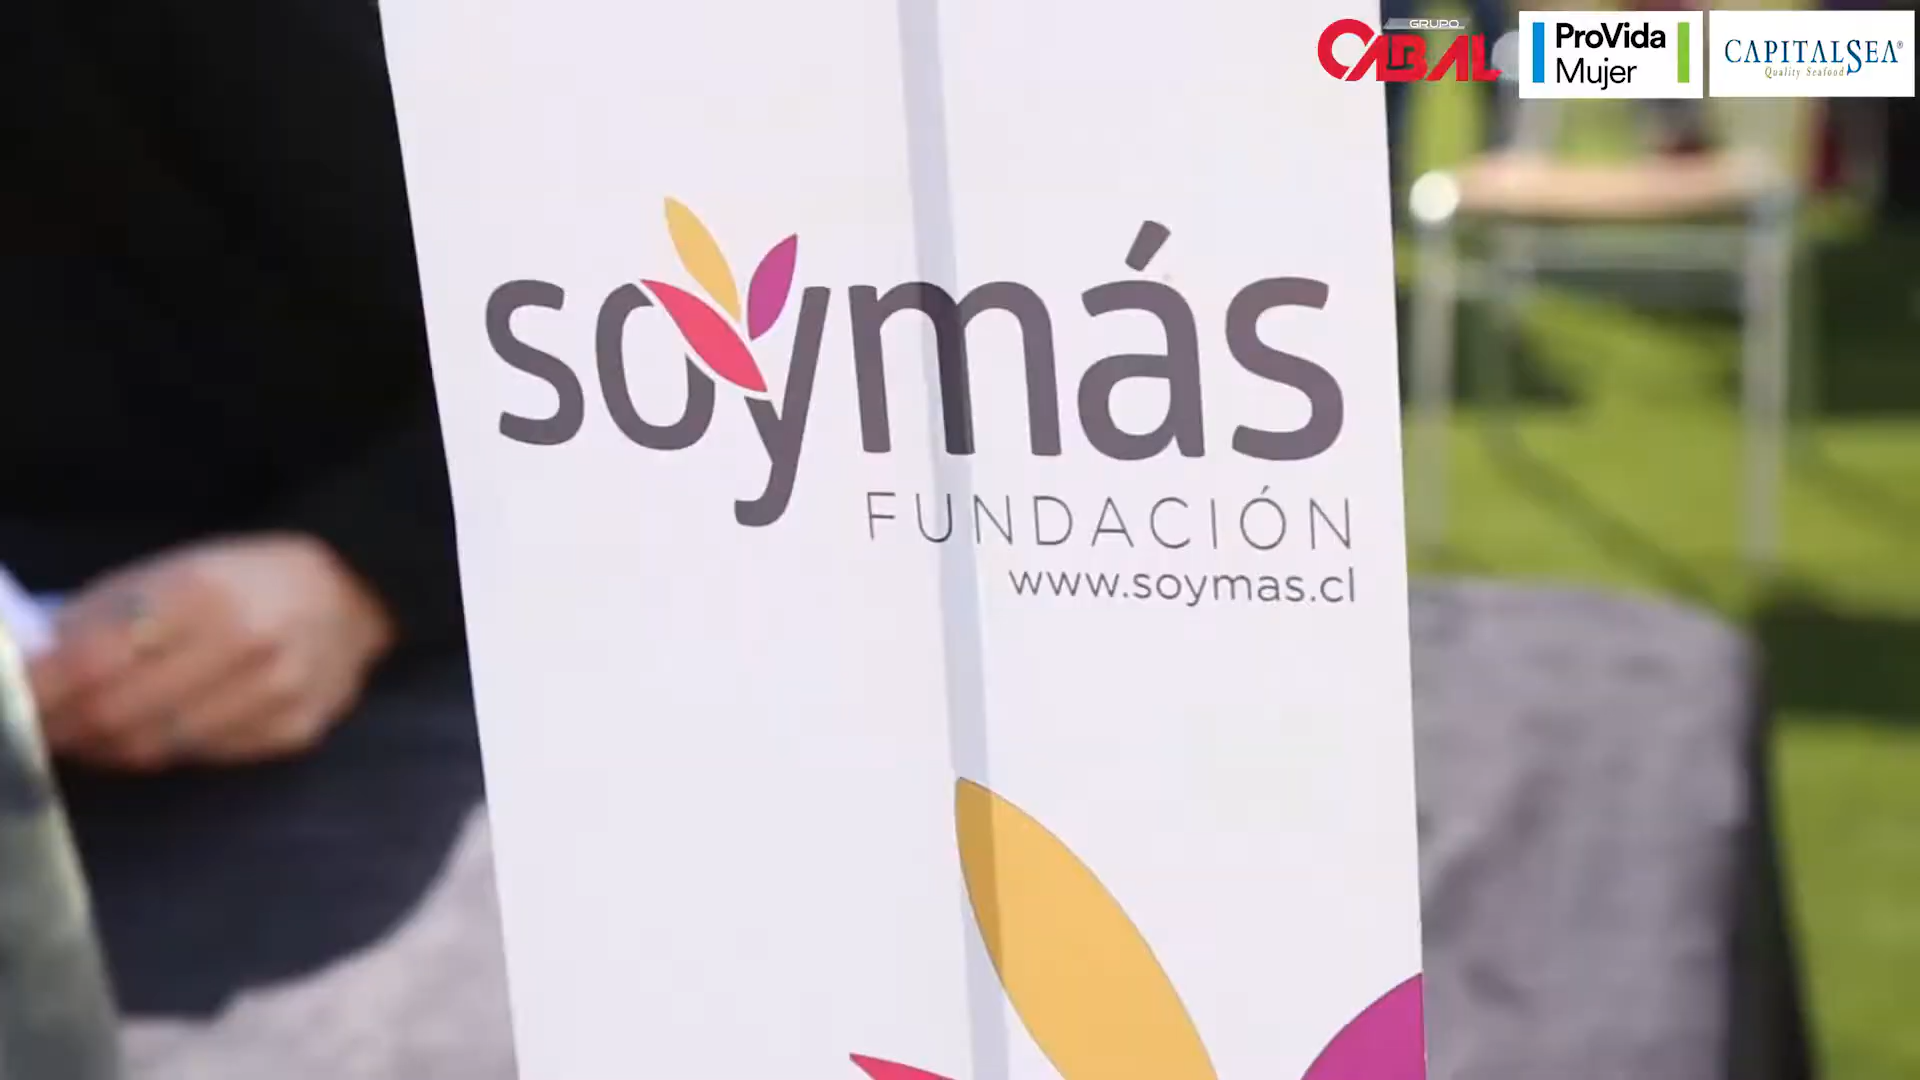 GRUPO
CABAL
ProVida
Mujer
CAPITALSEA®
Quality Seafood
soymás
FUNDACIÓN
www.soymas.cl